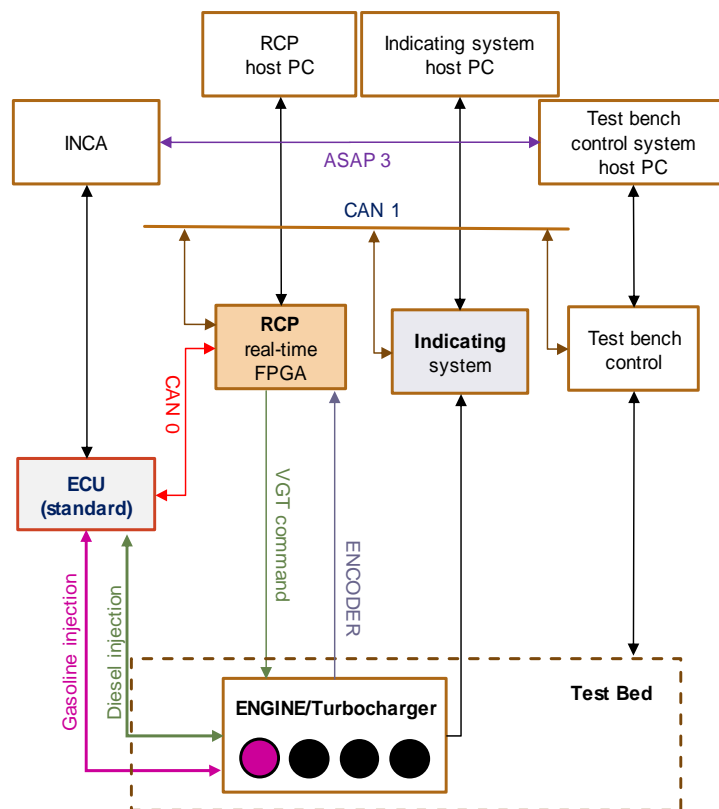 RCP
host PC
Indicating system
host PC
INCA
ASAP 3
Test bench
control system
host PC
CAN 1
RCP
real-time
FPGA
Indicating
system
Test bench
control
CAN 0
ECU
(standard)
VGT command
ENCODER
Gasoline injection
Diesel injection
ENGINE/Turbocharger
Test Bed